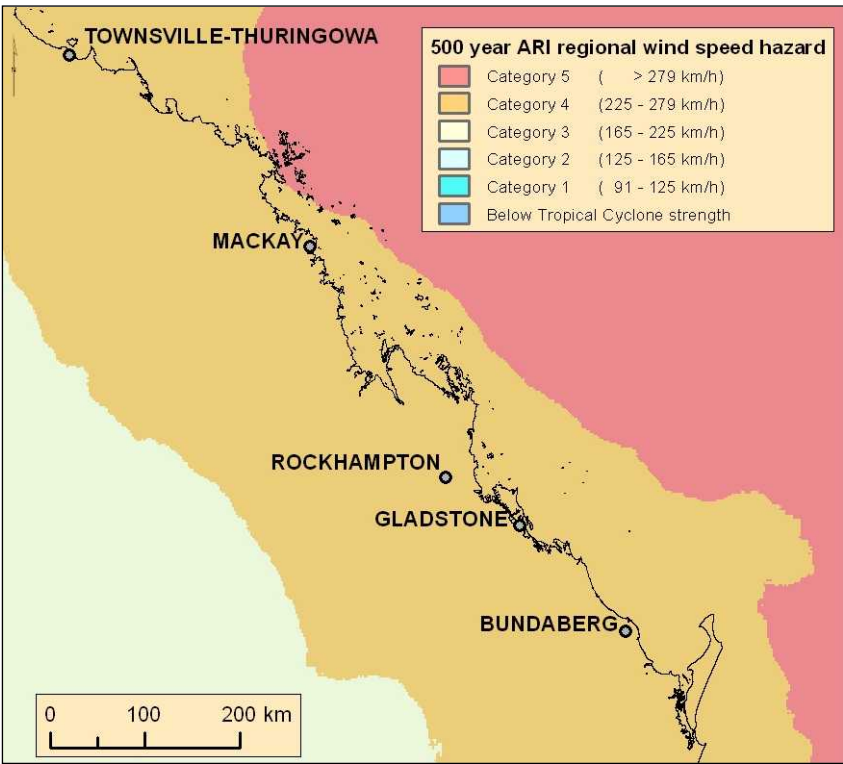 TOWNSVILLE-THURINGOWA
500 year ARI regional wind speed hazard
Category 5 ( > 279 km/h)
Category 4 (225 - 279 km/h)
Category 3 (165 - 225 km/h)
Category 2 (125 - 165 km/h)
Category 1 ( 91 - 125 km/h)
Below Tropical Cyclone strength
MACKAY
ROCKHAMPTON
GLADSTONE
BUNDABERG
0 100 200 km